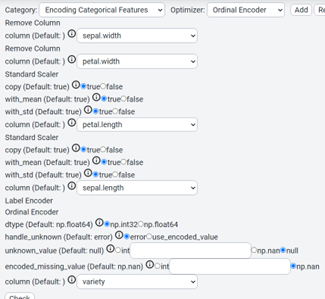 Category: Encoding Categorical Features Optimizer: Ordinal Encoder Add Re
Remove Column
column (Default: ) sepal.width
Remove Column
column (Default: ) petal.width
Standard Scaler
copy (Default: true) true false
with_mean (Default: true) true false
with_std (Default: true) true false
column (Default: ) petal.length
Standard Scaler
copy (Default: true) true false
with_mean (Default: true) true false
with_std (Default: true) true false
column (Default: ) sepal.length
Label Encoder
Ordinal Encoder
dtype (Default: np.float64) np.int32 np.float64
handle_unknown (Default: error) error use_encoded_value
unknown_value (Default: null) int np.nan null
encoded_missing_value (Default: np.nan) int np.nan
column (Default: ) variety
Check